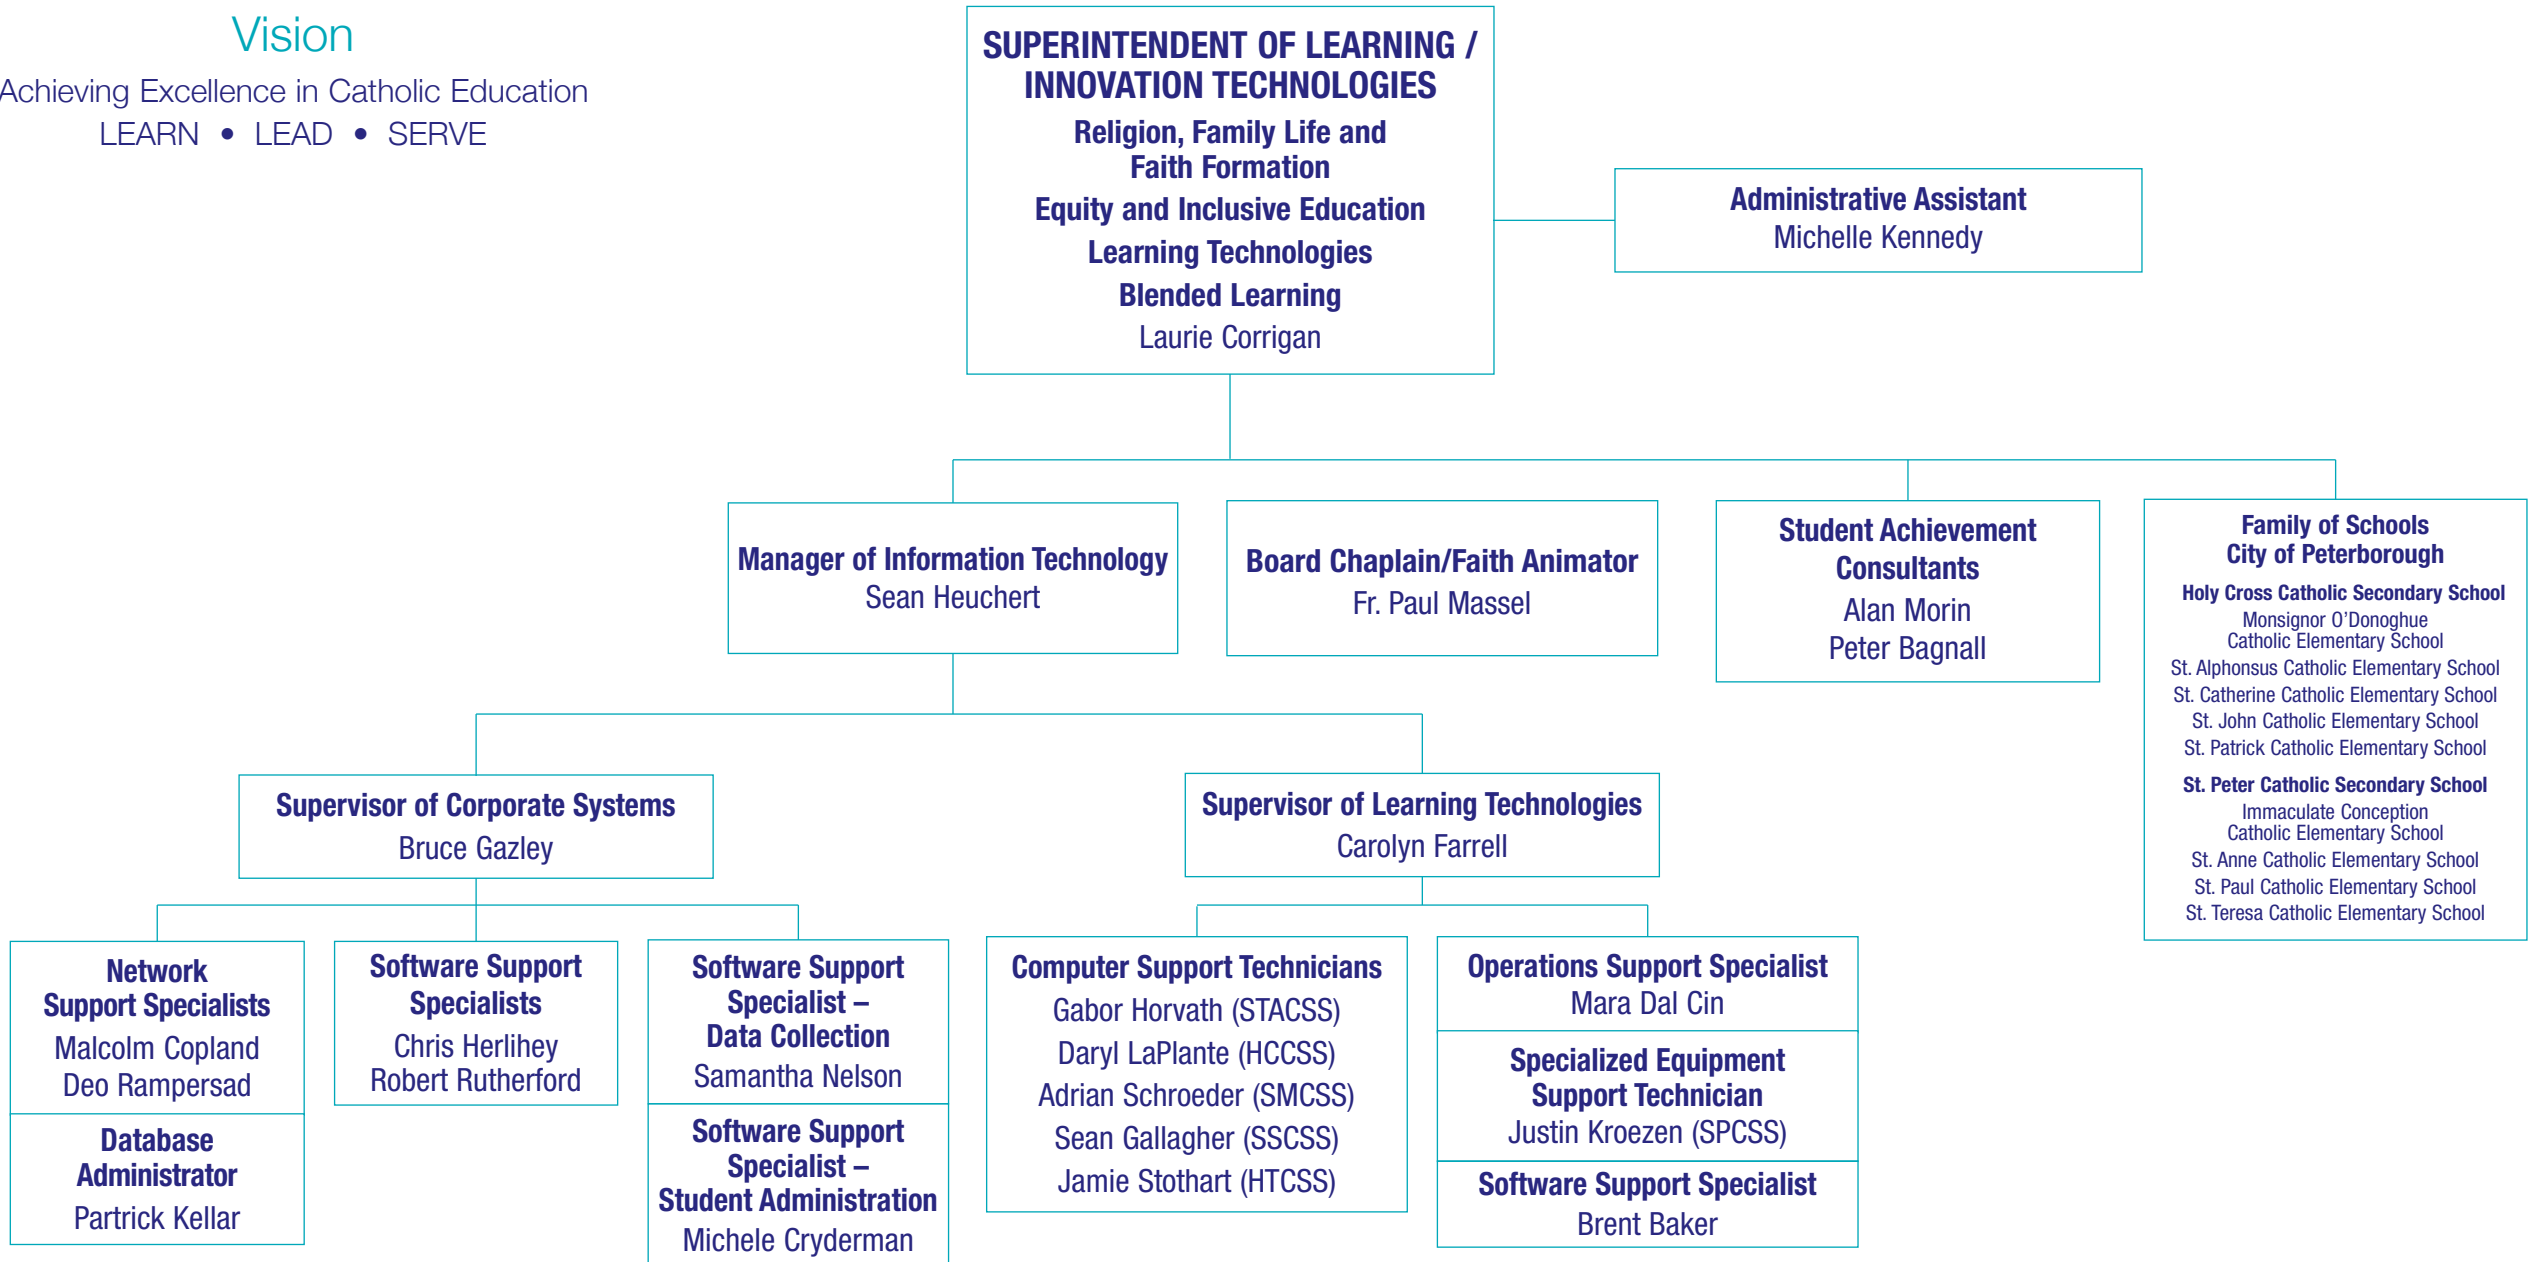 Vision
Achieving Excellence in Catholic Education
LEARN • LEAD • SERVE
SUPERINTENDENT OF LEARNING /
INNOVATION TECHNOLOGIES
Religion, Family Life and
Faith Formation
Equity and Inclusive Education
Learning Technologies
Blended Learning
Laurie Corrigan
Administrative Assistant
Michelle Kennedy
Manager of Information Technology
Sean Heuchert
Board Chaplain/Faith Animator
Fr. Paul Massel
Student Achievement
Consultants
Alan Morin
Peter Bagnall
Family of Schools
City of Peterborough
Holy Cross Catholic Secondary School
Monsignor O’Donoghue
Catholic Elementary School
St. Alphonsus Catholic Elementary School
St. Catherine Catholic Elementary School
St. John Catholic Elementary School
St. Patrick Catholic Elementary School
St. Peter Catholic Secondary School
Immaculate Conception
Catholic Elementary School
St. Anne Catholic Elementary School
St. Paul Catholic Elementary School
St. Teresa Catholic Elementary School
Supervisor of Corporate Systems
Bruce Gazley
Supervisor of Learning Technologies
Carolyn Farrell
Network
Support Specialists
Malcolm Copland
Deo Rampersad
Database
Administrator
Partrick Kellar
Software Support
Specialists
Chris Herlihey
Robert Rutherford
Software Support
Specialist –
Data Collection
Samantha Nelson
Software Support
Specialist –
Student Administration
Michele Cryderman
Computer Support Technicians
Gabor Horvath (STACSS)
Daryl LaPlante (HCCSS)
Adrian Schroeder (SMCSS)
Sean Gallagher (SSCSS)
Jamie Stothart (HTCSS)
Operations Support Specialist
Mara Dal Cin
Specialized Equipment
Support Technician
Justin Kroezen (SPCSS)
Software Support Specialist
Brent Baker